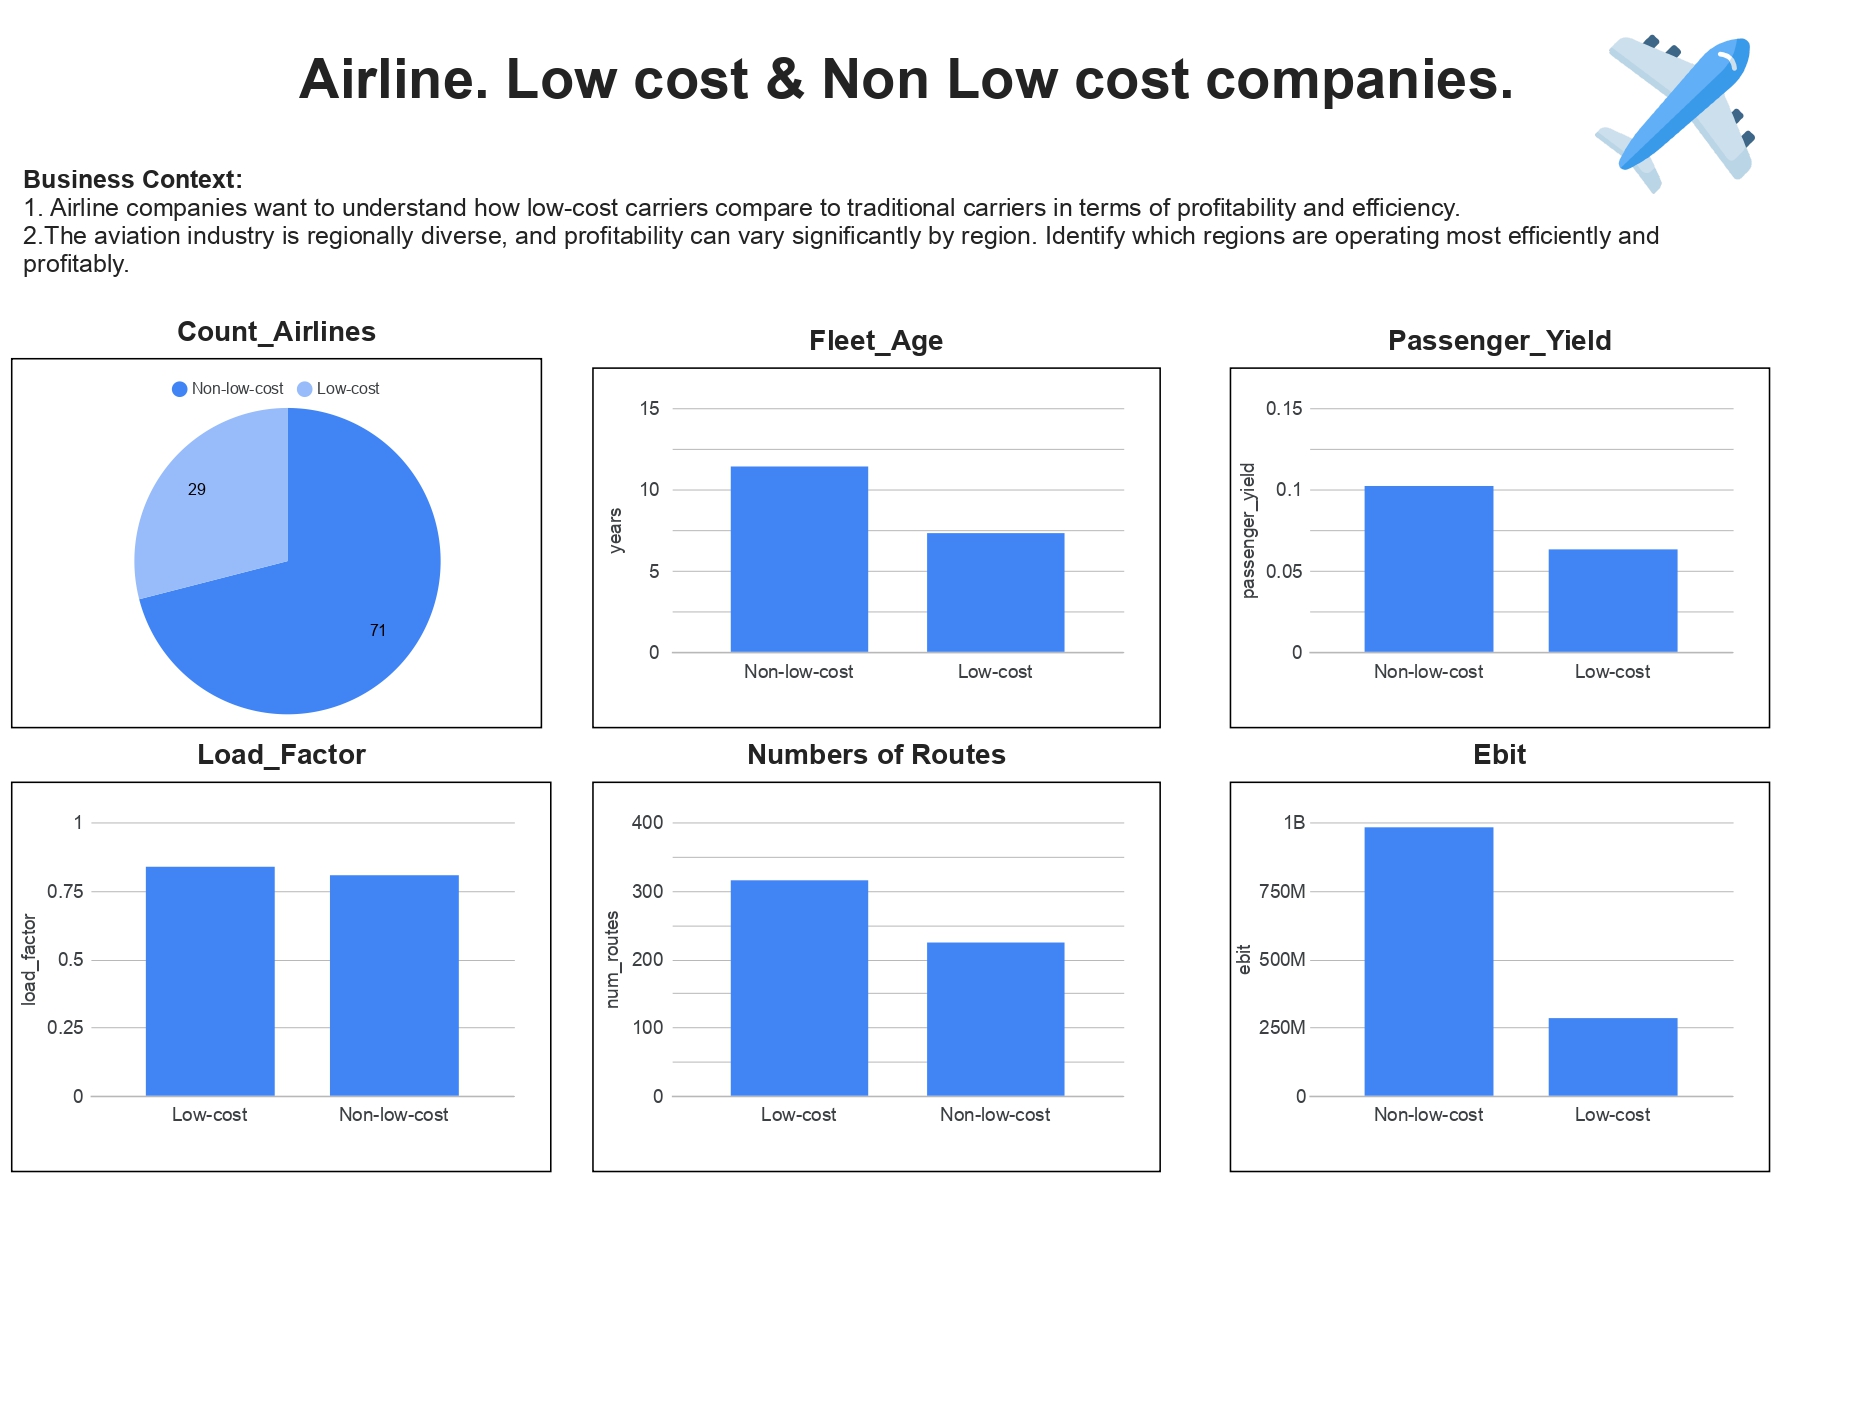 Airline. Low cost & Non Low cost companies.
Business Context:
1. Airline companies want to understand how low-cost carriers compare to traditional carriers in terms of profitability and efficiency.
2.The aviation industry is regionally diverse, and profitability can vary significantly by region. Identify which regions are operating most efficiently and
profitably.
Count_Airlines
Non-low-cost Low-cost
29
71
Fleet_Age
years
15
10
5
0
Non-low-cost Low-cost
Passenger_Yield
passenger_yield
0.15
0.1
0.05
0
Non-low-cost Low-cost
Load_Factor
load_factor
1
0.75
0.5
0.25
0
Low-cost Non-low-cost
Numbers of Routes
num_routes
400
300
200
100
0
Low-cost Non-low-cost
Ebit
ebit
1B
750M
500M
250M
0
Non-low-cost Low-cost